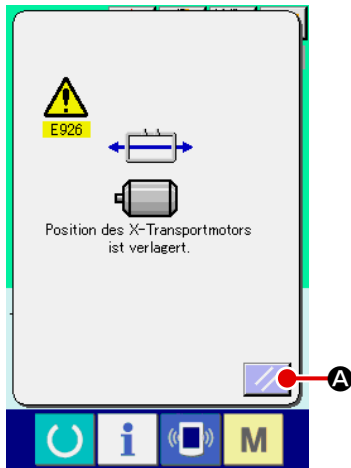 E926
Position des X-Transportmotors
ist verlagert.
A
i
M